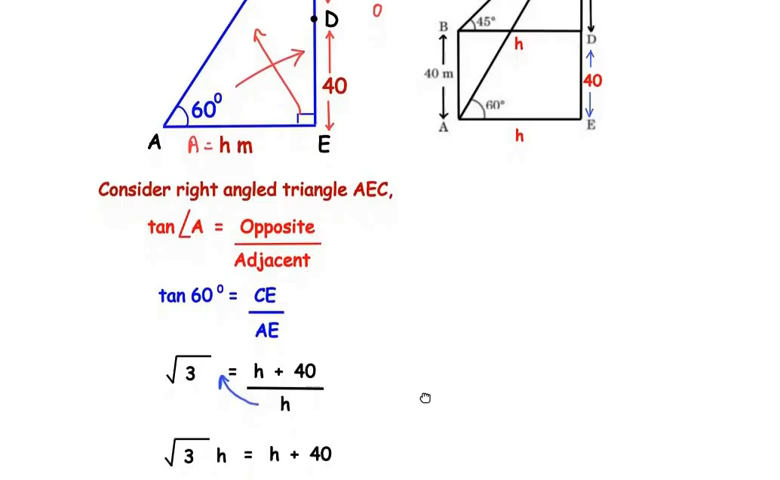 D
O
B
45°
D
h
40 m
40
40
60°
60°
A
E
A
E
A = h m
h
Consider right angled triangle AEC,
tan ∠A = Opposite
Adjacent
tan 60° = CE
AE
√3 = h + 40
h
√3 h = h + 40